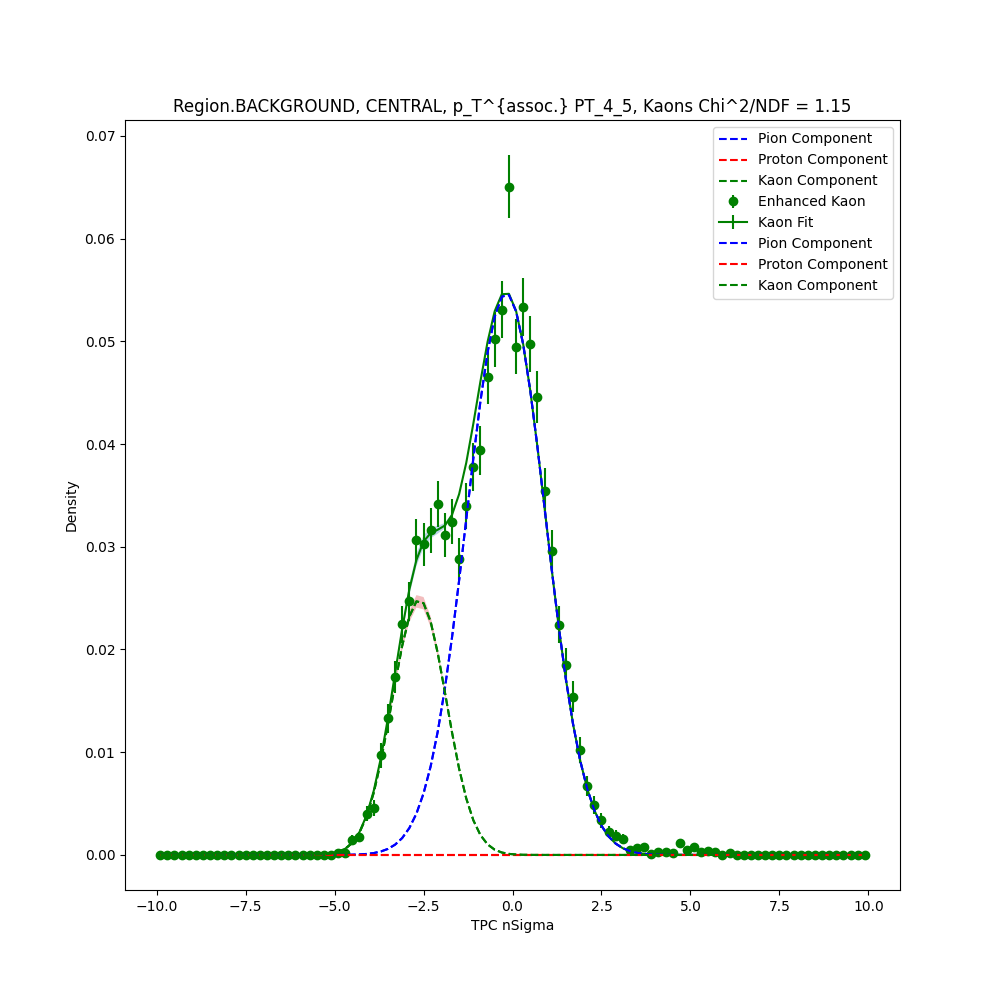 Region.BACKGROUND, CENTRAL, p_T^{assoc.} PT_4_5, Kaons Chi^2/NDF = 1.15
0.07
0.06
0.05
0.04
0.03
0.02
0.01
0.00
Density
Pion Component
Proton Component
Kaon Component
Enhanced Kaon
Kaon Fit
Pion Component
Proton Component
Kaon Component
−10.0 −7.5 −5.0 −2.5 0.0 2.5 5.0 7.5 10.0
TPC nSigma